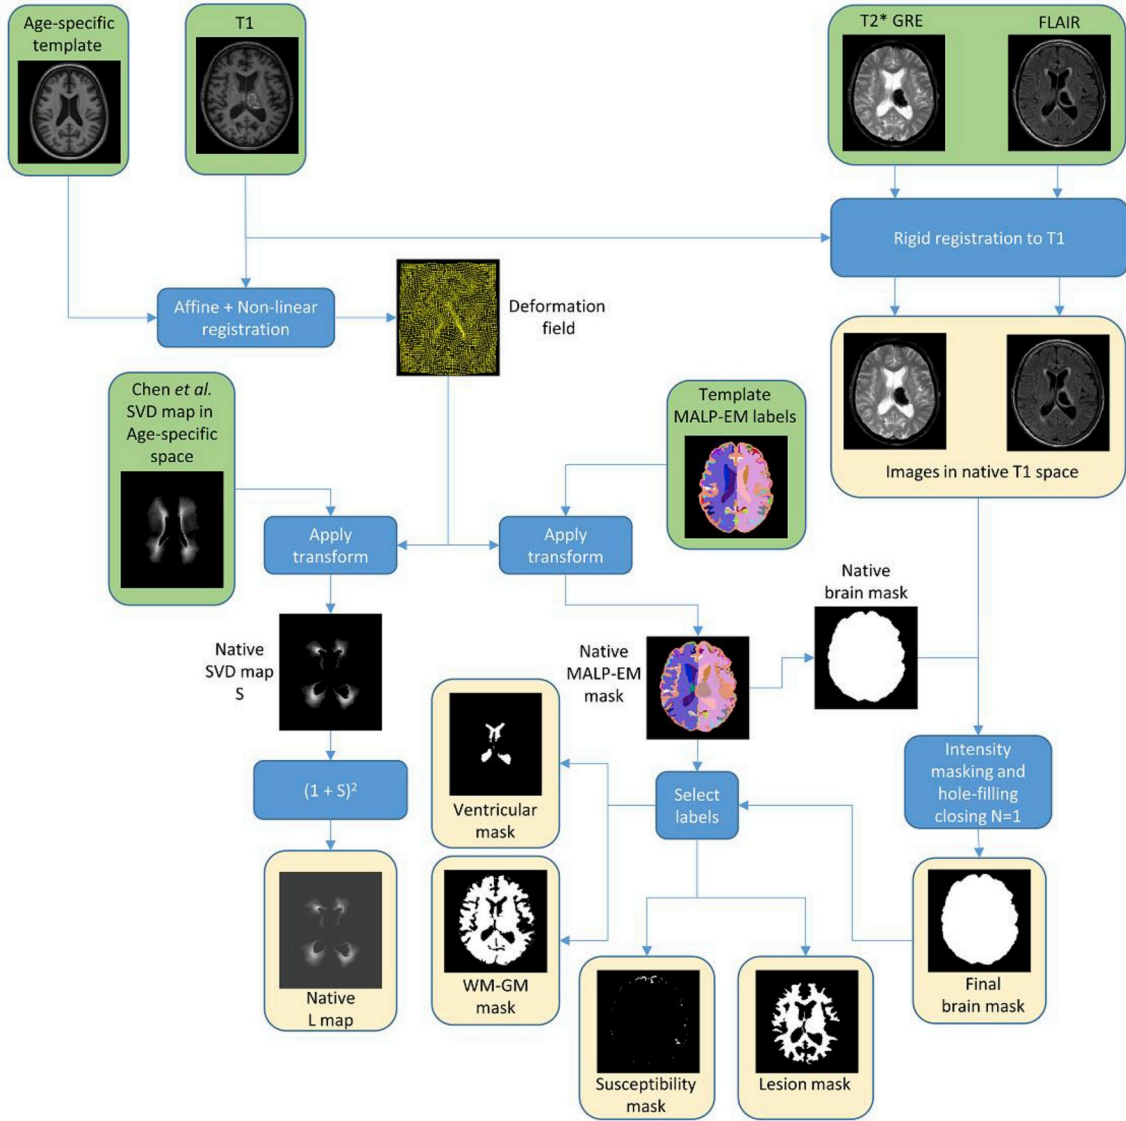 Age-specific
template
T1
T2* GRE
FLAIR
Rigid registration to T1
Affine + Non-linear
registration
Deformation
field
Chen et al.
SVD map in
Age-specific
space
Template
MALP-EM labels
Images in native T1 space
Apply
transform
Apply
transform
Native
brain mask
Native
SVD map
S
Native
MALP-EM
mask
Intensity
masking and
hole-filling
closing N=1
(1 + S)²
Ventricular
mask
Select
labels
Native
L map
WM-GM
mask
Susceptibility
mask
Lesion mask
Final
brain mask